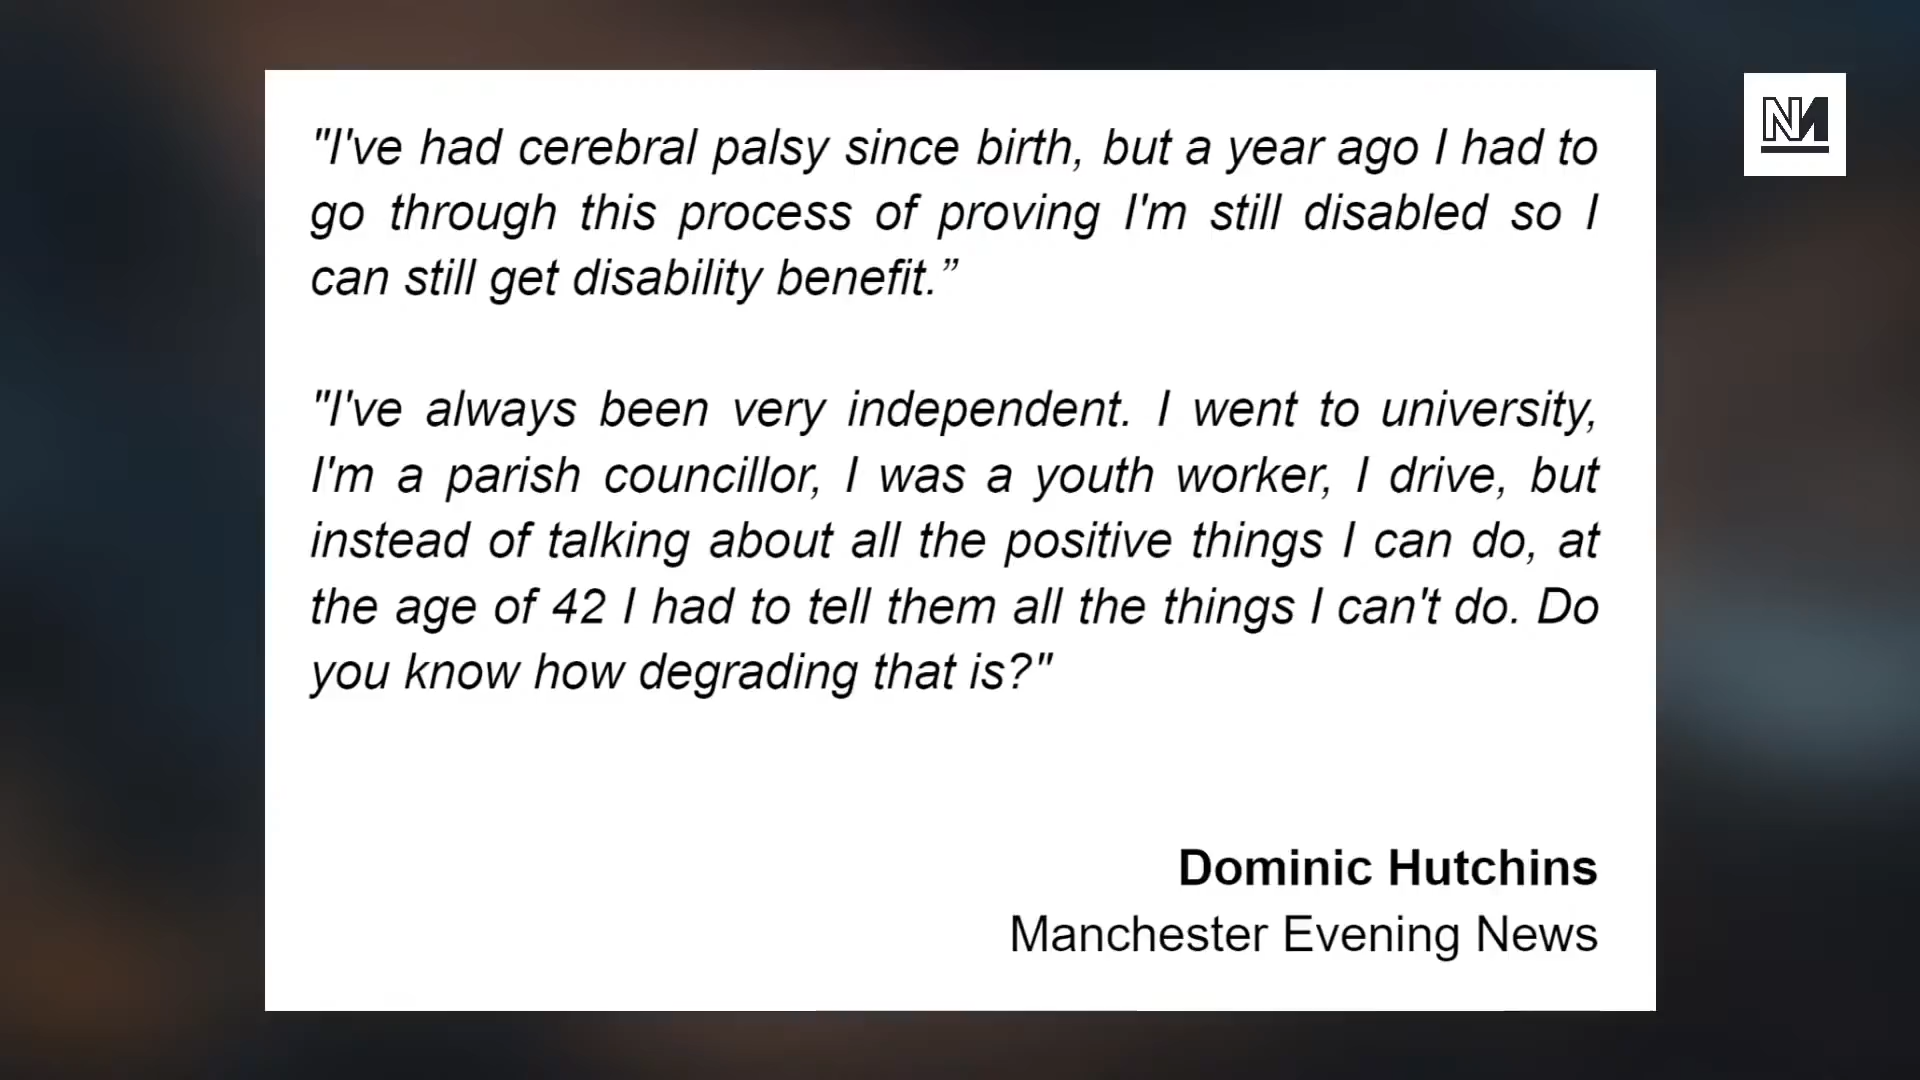 "I've had cerebral palsy since birth, but a year ago I had to
go through this process of proving I'm still disabled so I
can still get disability benefit.”
"I've always been very independent. I went to university,
I'm a parish councillor, I was a youth worker, I drive, but
instead of talking about all the positive things I can do, at
the age of 42 I had to tell them all the things I can't do. Do
you know how degrading that is?"
Dominic Hutchins
Manchester Evening News
NM